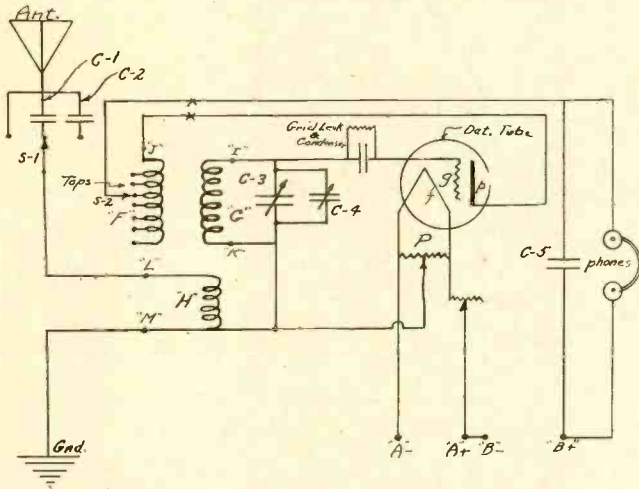 Ant.
C-1
C-2
S-1
"J"
Taps
S-2
"F"
"I"
"G"
"K"
C-3
C-4
Grid Leak
&
Condenser
Det. Tube
g
p
f
P
C-5
phones
"L"
"H"
"M"
Gnd.
"A"-
"A"+
"B"-
"B"+